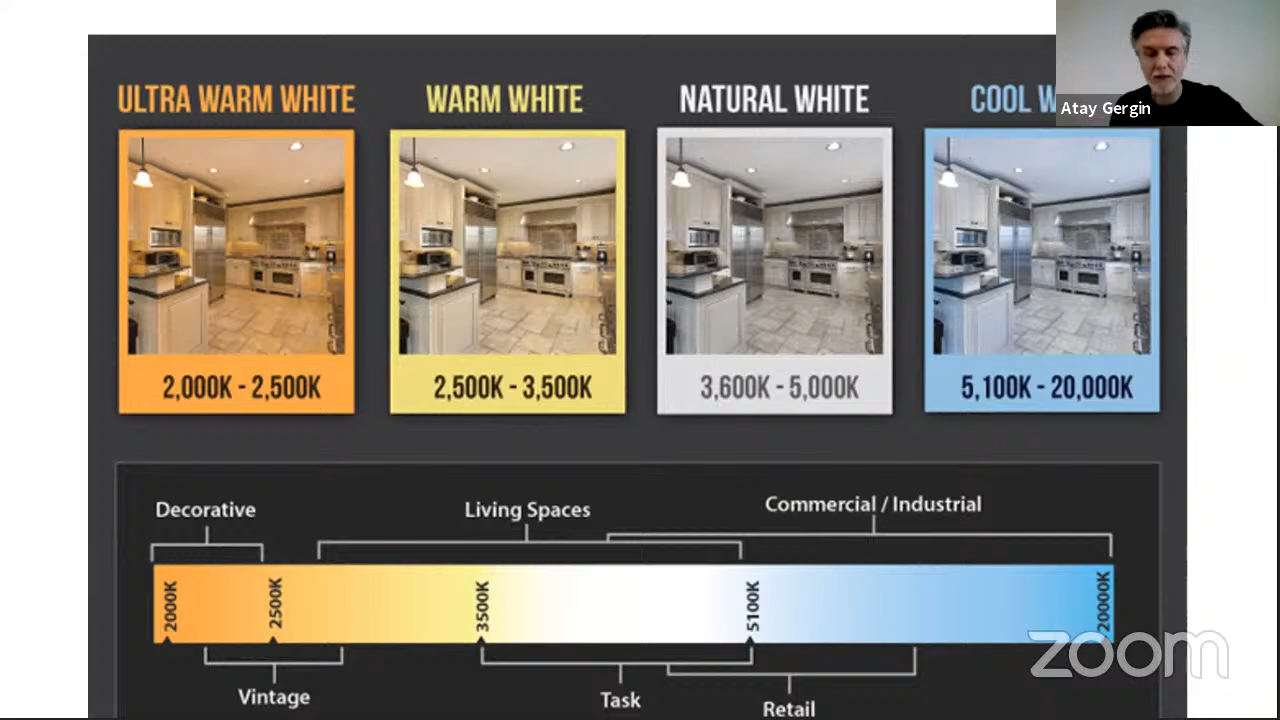 ULTRA WARM WHITE
WARM WHITE
NATURAL WHITE
COOL
Atay Gergin
2,000K - 2,500K
2,500K - 3,500K
3,600K - 5,000K
5,100K - 20,000K
Decorative
Living Spaces
Commercial / Industrial
2000K
2500K
3500K
5100K
20000K
Vintage
Task
Retail
zoom